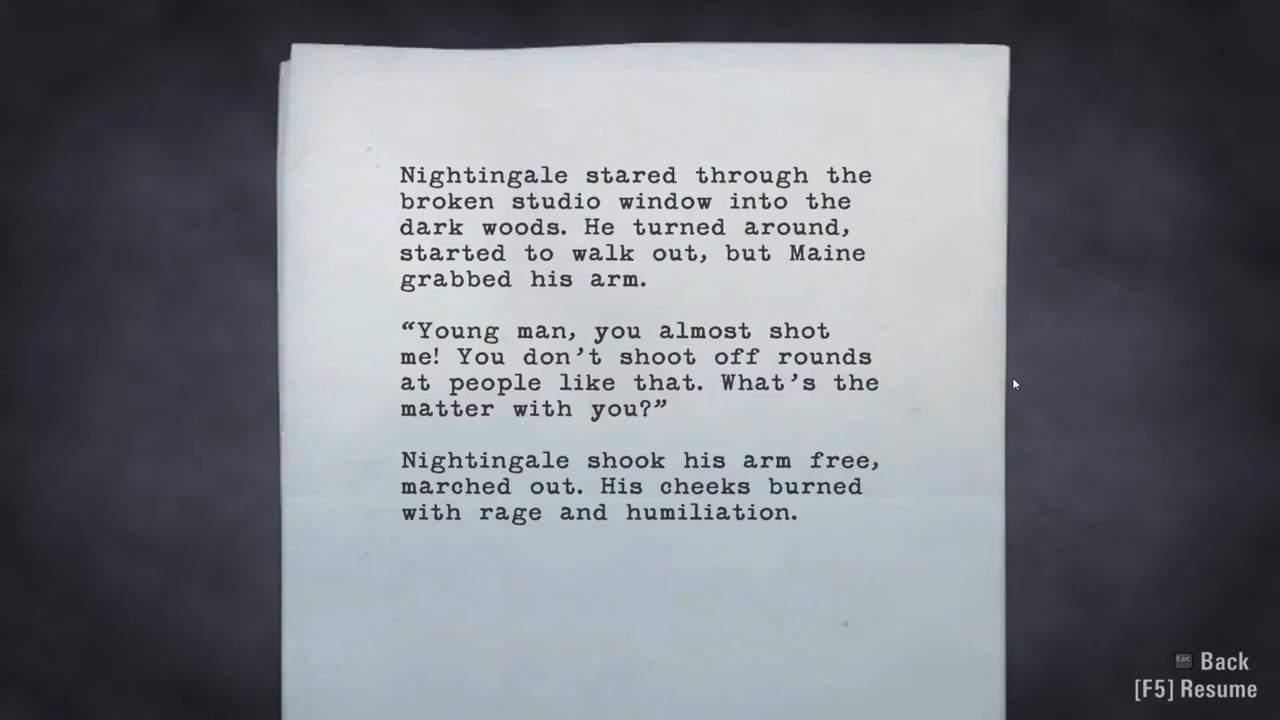 Nightingale stared through the
broken studio window into the
dark woods. He turned around,
started to walk out, but Maine
grabbed his arm.
“Young man, you almost shot
me! You don’t shoot off rounds
at people like that. What’s the
matter with you?”
Nightingale shook his arm free,
marched out. His cheeks burned
with rage and humiliation.
Esc Back
[F5] Resume